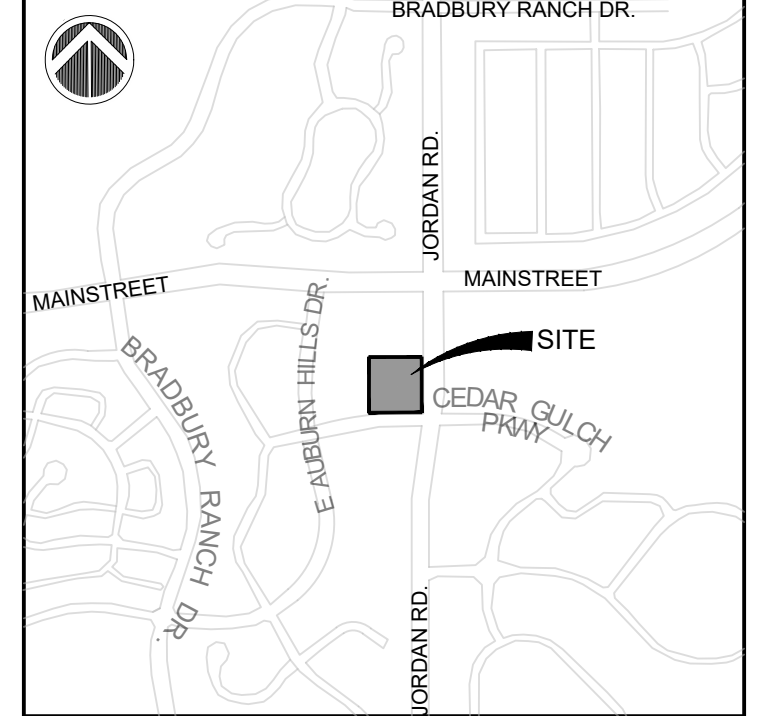 BRADBURY RANCH DR.
JORDAN RD.
MAINSTREET
MAINSTREET
E AUBURN HILLS DR.
SITE
BRADBURY RANCH DR.
CEDAR GULCH
PKWY
JORDAN RD.